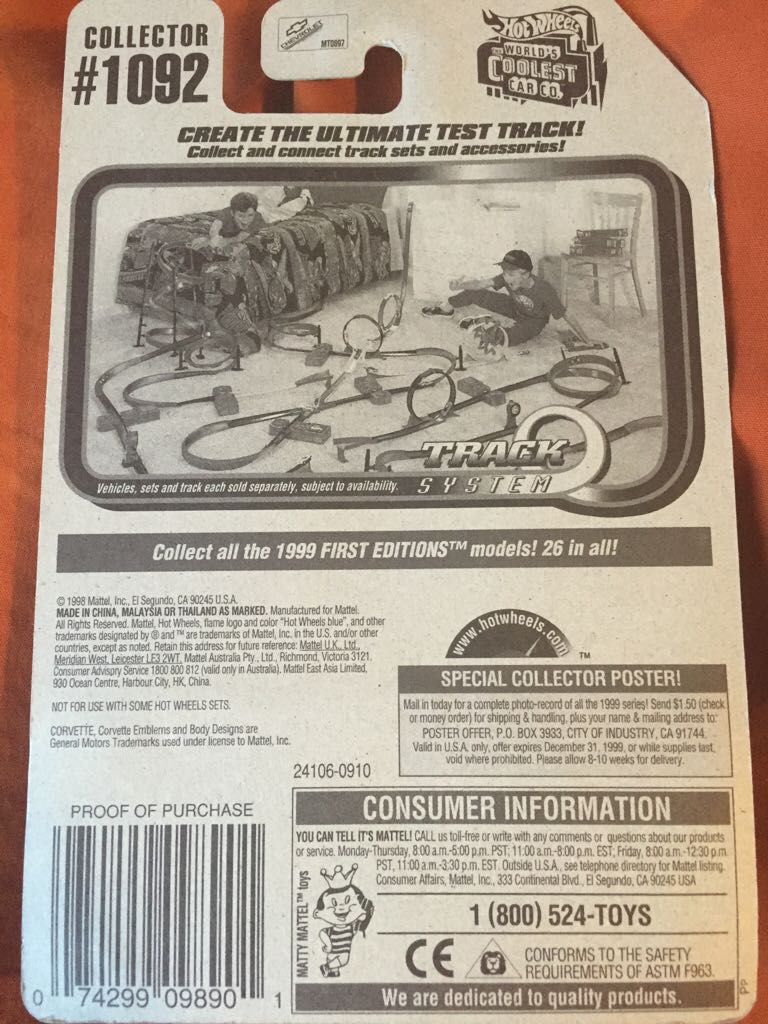 COLLECTOR
#1092
CHEVROLET
MT0897
Hot Wheels
THE WORLD'S
COOLEST
CAR CO.
CREATE THE ULTIMATE TEST TRACK!
Collect and connect track sets and accessories!
TRACK
SYSTEM
Vehicles, sets and track each sold separately, subject to availability.
Collect all the 1999 FIRST EDITIONS™ models! 26 in all!
© 1998 Mattel, Inc., El Segundo, CA 90245 U.S.A.
MADE IN CHINA, MALAYSIA OR THAILAND AS MARKED. Manufactured for Mattel.
All Rights Reserved. Mattel, Hot Wheels, flame logo and color "Hot Wheels blue", and other
trademarks designated by ® and ™ are trademarks of Mattel, Inc. in the U.S. and/or other
countries, except as noted. Retain this address for future reference: Mattel U.K., Ltd.,
Meridian West, Leicester LE3 2WT. Mattel Australia Pty., Ltd., Richmond, Victoria 3121.
Consumer Advispry Service 1800 800 812 (valid only in Australia). Mattel East Asia Limited,
930 Ocean Centre, Harbour City, HK, China.
NOT FOR USE WITH SOME HOT WHEELS SETS.
CORVETTE, Corvette Emblems and Body Designs are
General Motors Trademarks used under license to Mattel, Inc.
24106-0910
www.hotwheels.com
™
SPECIAL COLLECTOR POSTER!
Mail in today for a complete photo-record of all the 1999 series! Send $1.50 (check
or money order) for shipping & handling, plus your name & mailing address to:
POSTER OFFER, P.O. BOX 3933, CITY OF INDUSTRY, CA 91744.
Valid in U.S.A. only, offer expires December 31, 1999, or while supplies last,
void where prohibited. Please allow 8-10 weeks for delivery.
PROOF OF PURCHASE
0 74299 09890 1
CONSUMER INFORMATION
YOU CAN TELL IT'S MATTEL! CALL us toll-free or write with any comments or questions about our products
or service. Monday-Thursday, 8:00 a.m.-5:00 p.m. PST; 11:00 a.m.-8:00 p.m. EST; Friday, 8:00 a.m.-12:30 p.m.
PST, 11:00 a.m.-3:30 p.m. EST. Outside U.S.A., see telephone directory for Mattel listing.
Consumer Affairs, Mattel, Inc., 333 Continental Blvd., El Segundo, CA 90245 USA
MATTY MATTEL™ toys
1 (800) 524-TOYS
CE
CONFORMS TO THE SAFETY
REQUIREMENTS OF ASTM F963.
We are dedicated to quality products.
PP